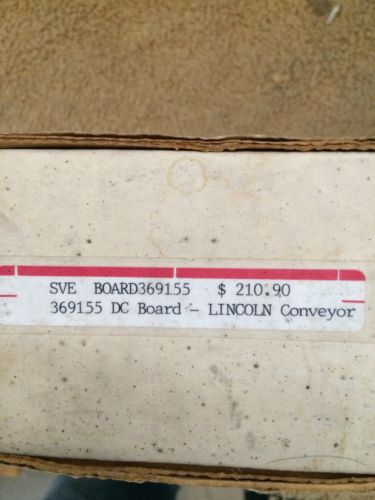 SVE BOARD369155 $ 210.90
369155 DC Board - LINCOLN Conveyor